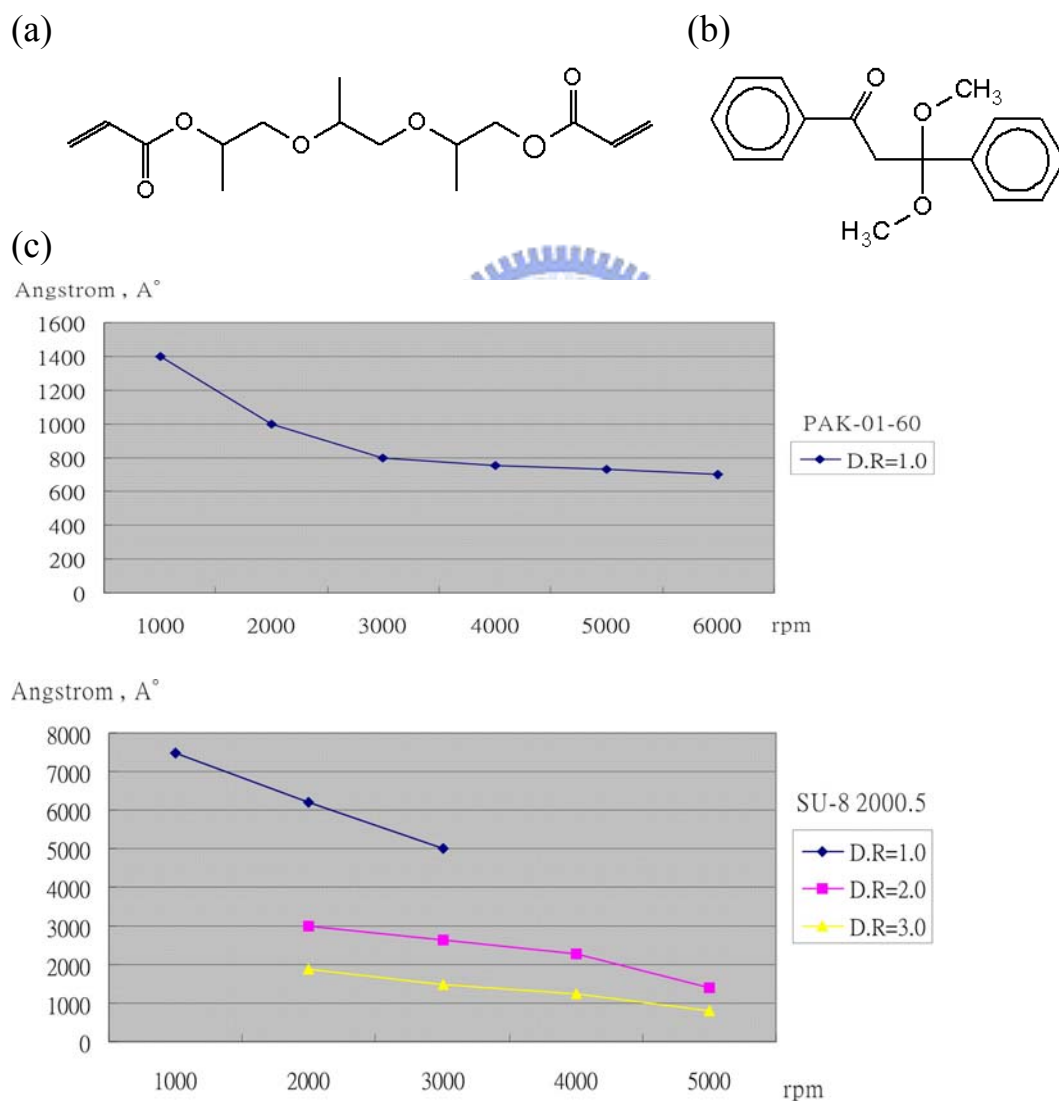 (a)
(b)
O
O
O
O
O
O
O
O
CH3
O
H3C
(c)
Angstrom , A°
1600
1400
1200
1000
800
600
400
200
0
1000 2000 3000 4000 5000 6000 rpm
PAK-01-60
D.R=1.0
Angstrom , A°
8000
7000
6000
5000
4000
3000
2000
1000
0
1000 2000 3000 4000 5000 rpm
SU-8 2000.5
D.R=1.0
D.R=2.0
D.R=3.0